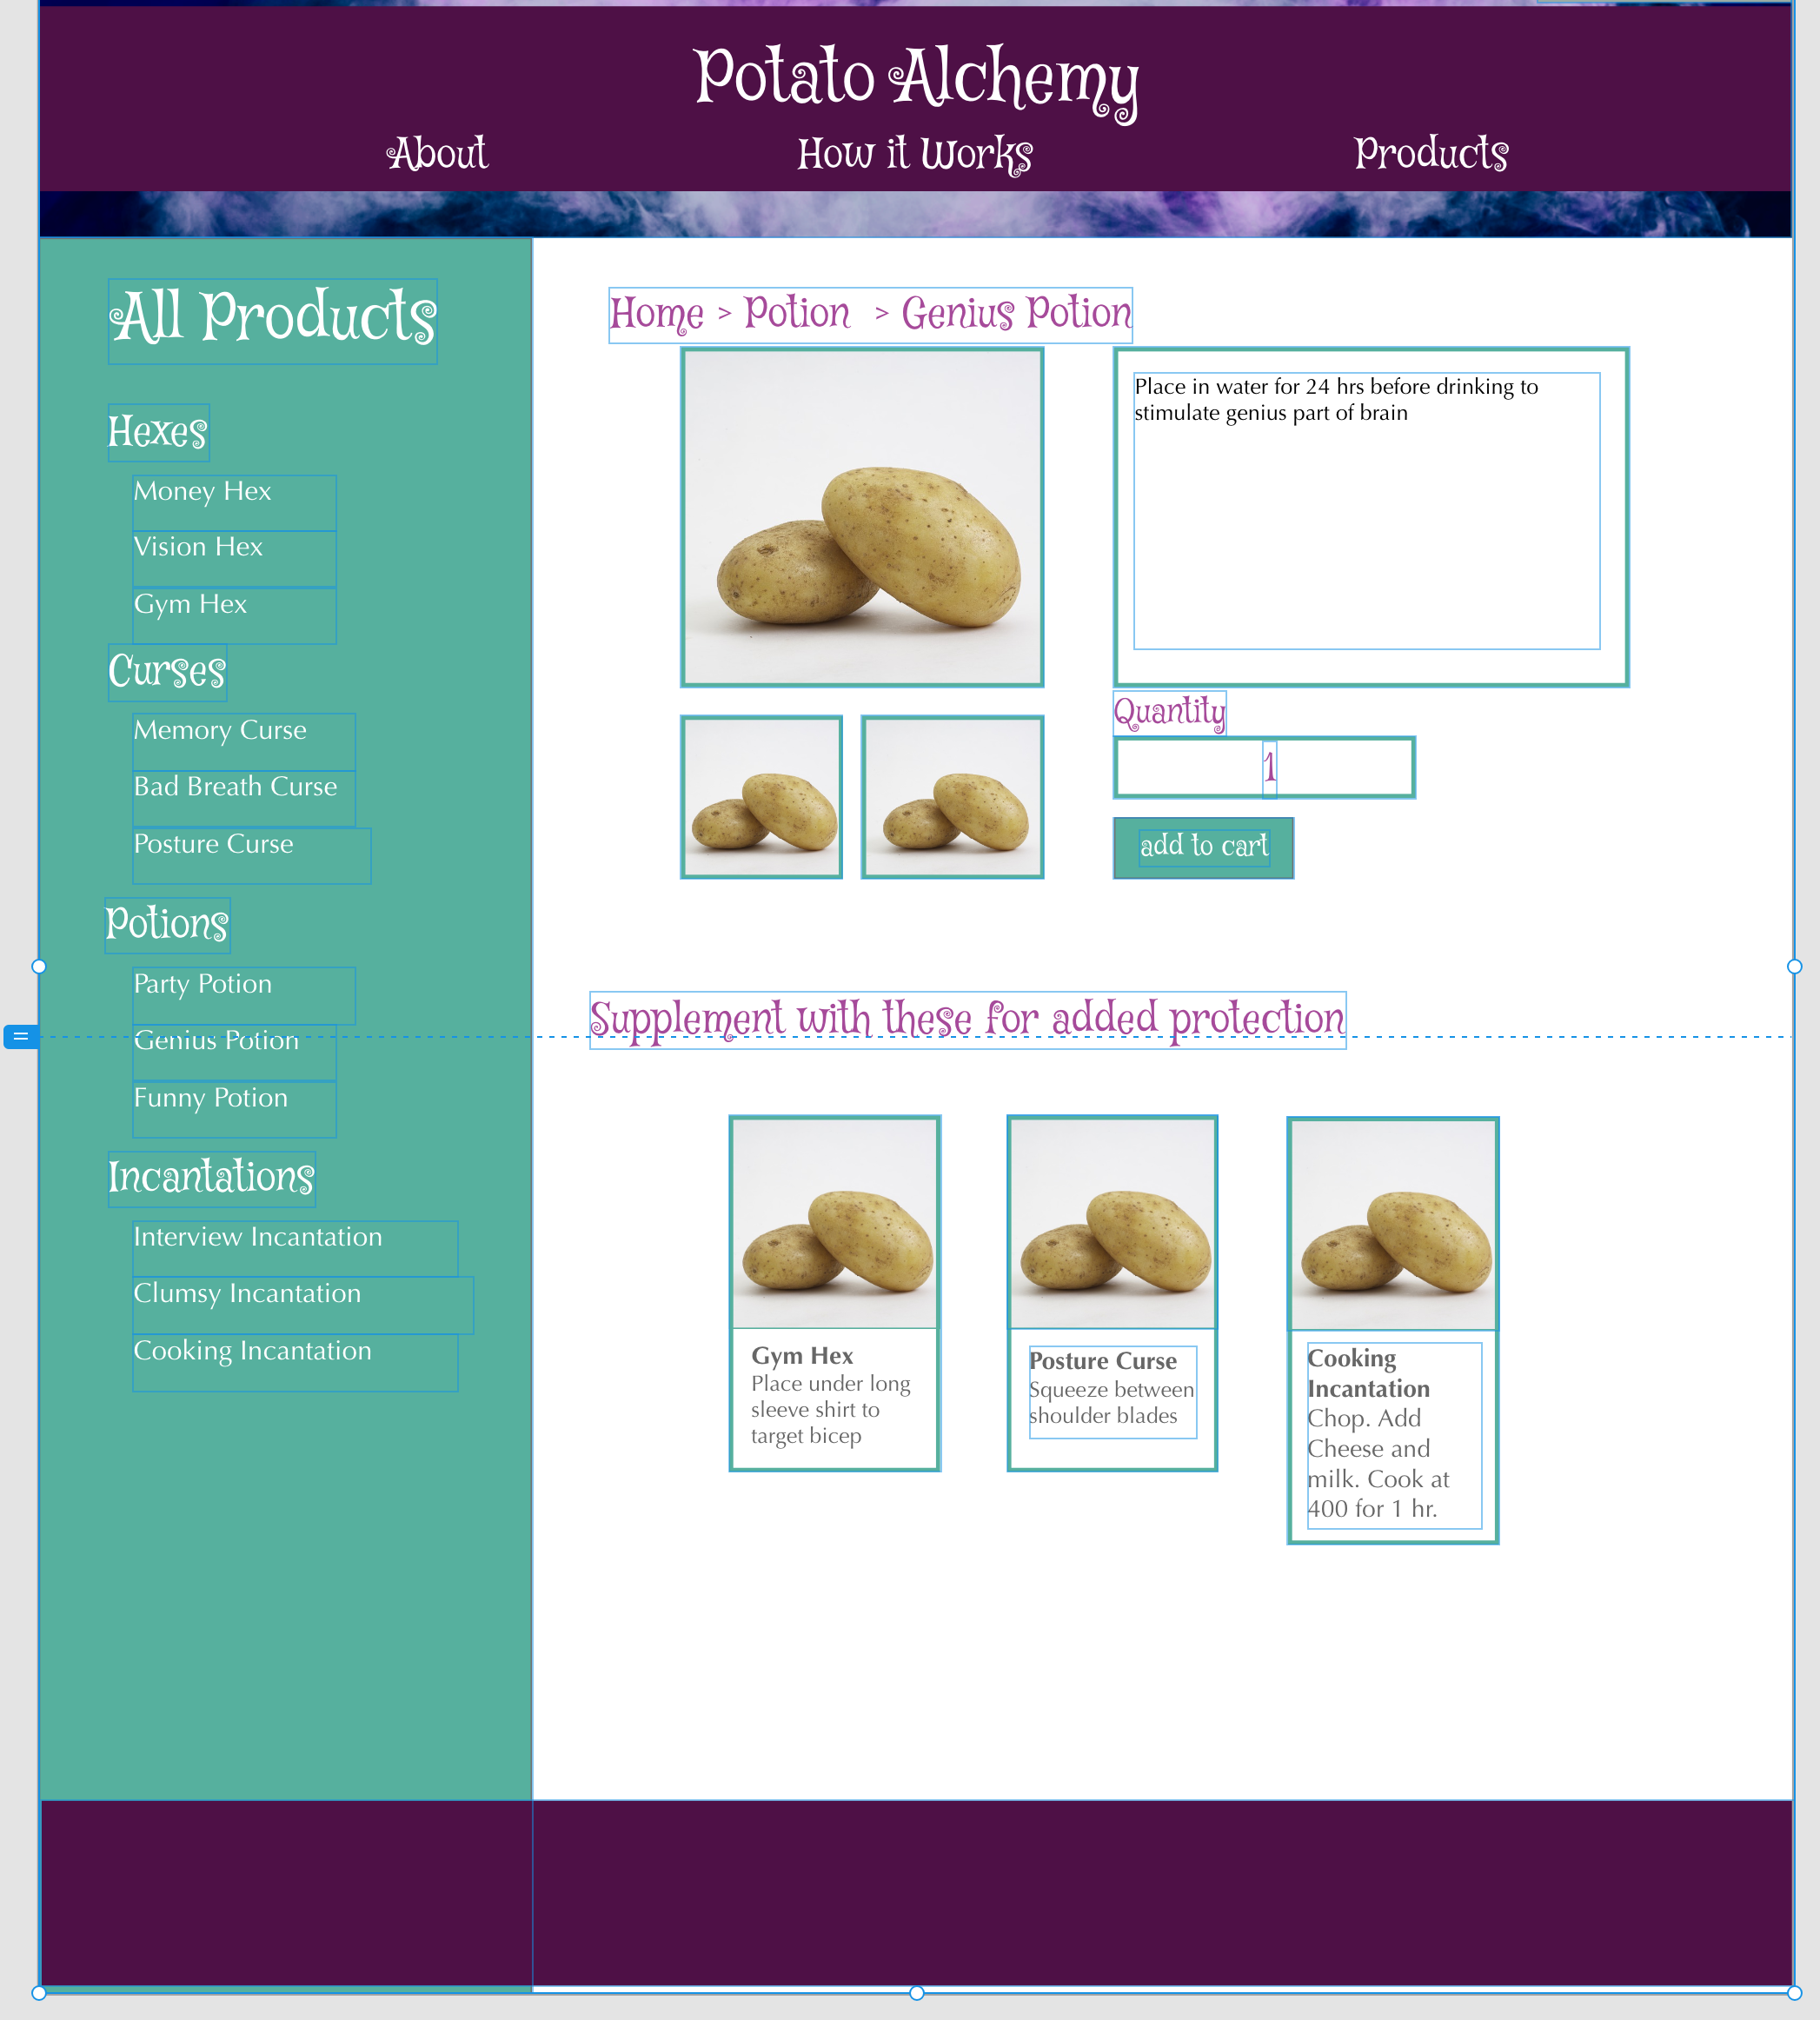 Potato Alchemy
About
How it Works
Products
All Products
Hexes
Money Hex
Vision Hex
Gym Hex
Curses
Memory Curse
Bad Breath Curse
Posture Curse
Potions
Party Potion
Genius Potion
Funny Potion
Incantations
Interview Incantation
Clumsy Incantation
Cooking Incantation
Home > Potion > Genius Potion
Place in water for 24 hrs before drinking to
stimulate genius part of brain
Quantity
1
add to cart
Supplement with these for added protection
Gym Hex
Place under long
sleeve shirt to
target bicep
Posture Curse
Squeeze between
shoulder blades
Cooking
Incantation
Chop. Add
Cheese and
milk. Cook at
400 for 1 hr.